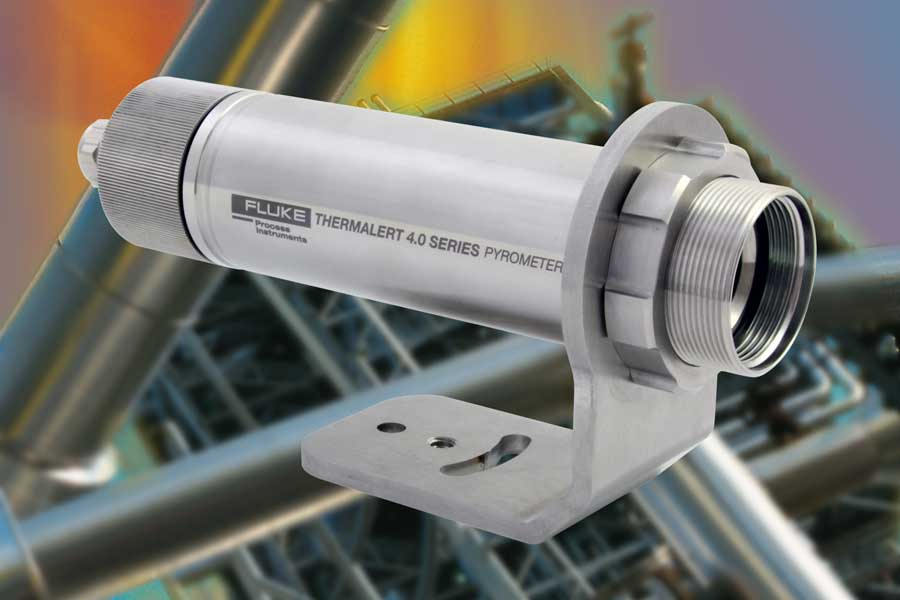 FLUKE
Process
Instruments
THERMALERT 4.0 SERIES PYROMETER